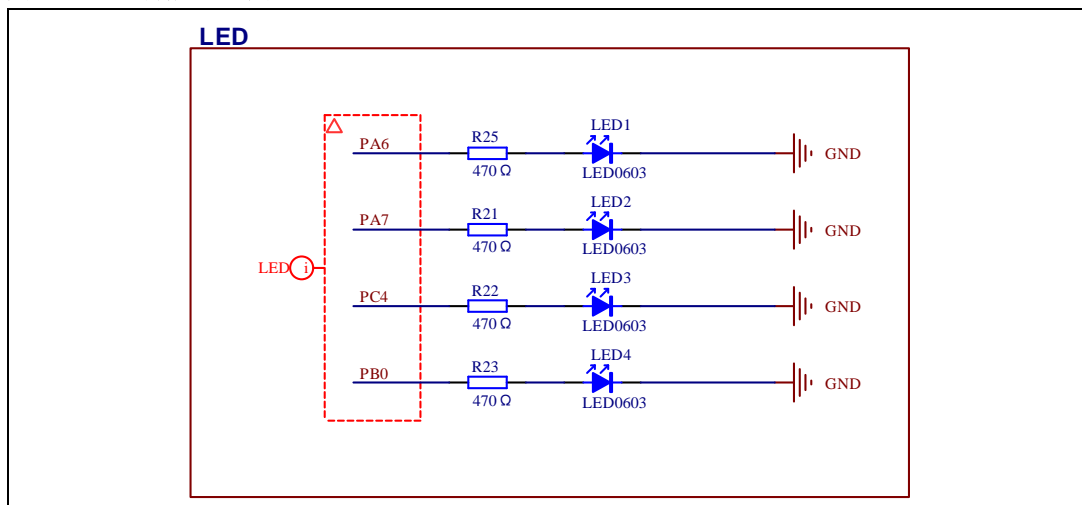 LED
PA6 R25 470 Ω LED1 LED0603 GND
PA7 R21 470 Ω LED2 LED0603 GND
LED i
PC4 R22 470 Ω LED3 LED0603 GND
PB0 R23 470 Ω LED4 LED0603 GND